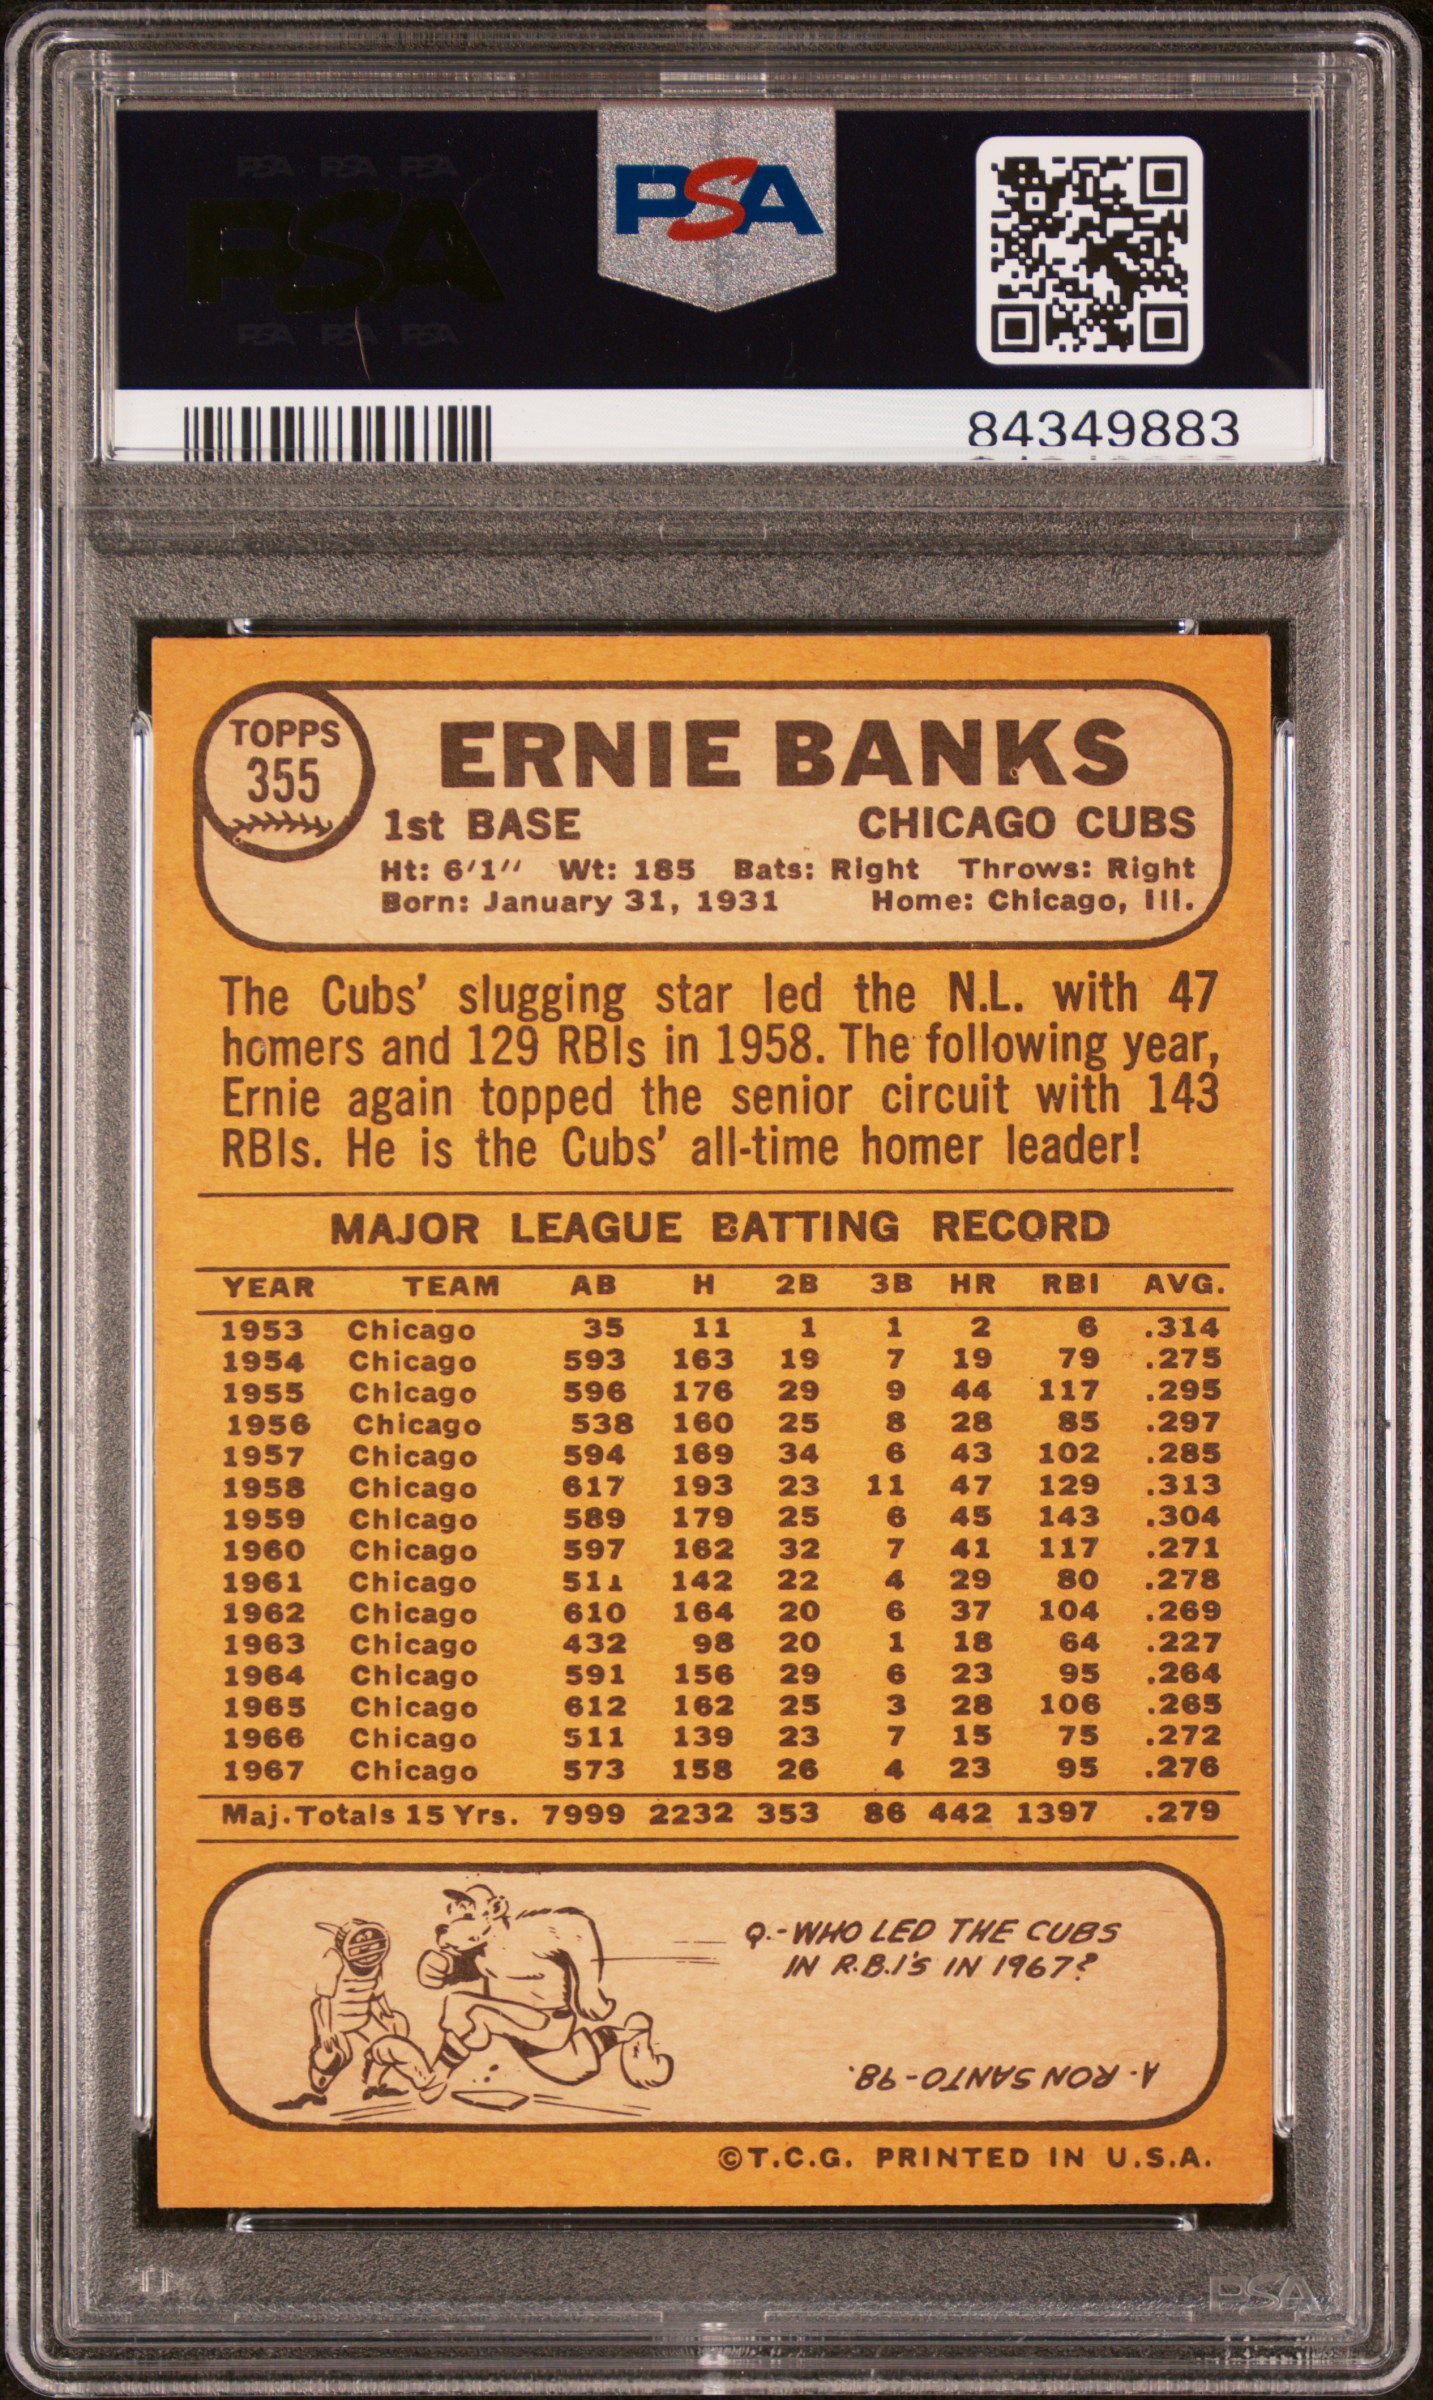 PSA PSA PSA
PSA
PSA PSA PSA
PSA
84349883
TOPPS
355
ERNIE BANKS
1st BASE CHICAGO CUBS
Ht: 6'1" Wt: 185 Bats: Right Throws: Right
Born: January 31, 1931 Home: Chicago, Ill.
The Cubs' slugging star led the N.L. with 47
homers and 129 RBIs in 1958. The following year,
Ernie again topped the senior circuit with 143
RBIs. He is the Cubs' all-time homer leader!
MAJOR LEAGUE BATTING RECORD
YEAR TEAM AB H 2B 3B HR RBI AVG.
1953 Chicago 35 11 1 1 2 6 .314
1954 Chicago 593 163 19 7 19 79 .275
1955 Chicago 596 176 29 9 44 117 .295
1956 Chicago 538 160 25 8 28 85 .297
1957 Chicago 594 169 34 6 43 102 .285
1958 Chicago 617 193 23 11 47 129 .313
1959 Chicago 589 179 25 6 45 143 .304
1960 Chicago 597 162 32 7 41 117 .271
1961 Chicago 511 142 22 4 29 80 .278
1962 Chicago 610 164 20 6 37 104 .269
1963 Chicago 432 98 20 1 18 64 .227
1964 Chicago 591 156 29 6 23 95 .264
1965 Chicago 612 162 25 3 28 106 .265
1966 Chicago 511 139 23 7 15 75 .272
1967 Chicago 573 158 26 4 23 95 .276
Maj. Totals 15 Yrs. 7999 2232 353 86 442 1397 .279
Q.-WHO LED THE CUBS
IN R.B.I'S IN 1967?
A-RON SANTO-98.
©T.C.G. PRINTED IN U.S.A.
PSA